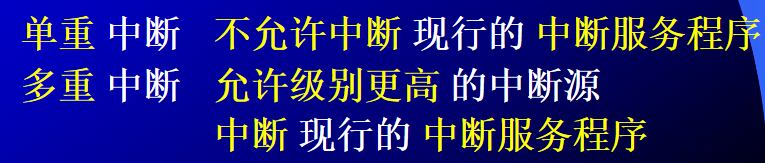 单重 中断 不允许中断 现行的 中断服务程序
多重 中断 允许级别更高 的中断源
中断 现行的 中断服务程序